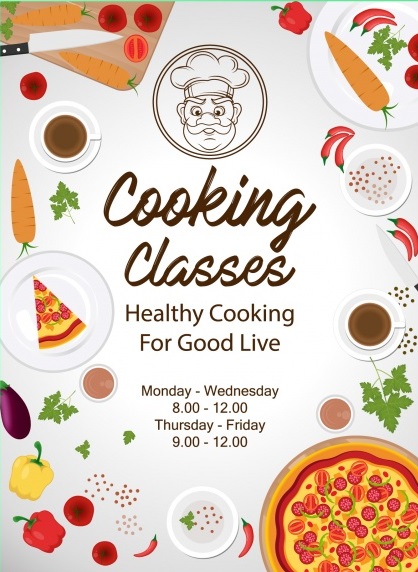 Cooking
Classes
Healthy Cooking
For Good Live
Monday - Wednesday
8.00 - 12.00
Thursday - Friday
9.00 - 12.00